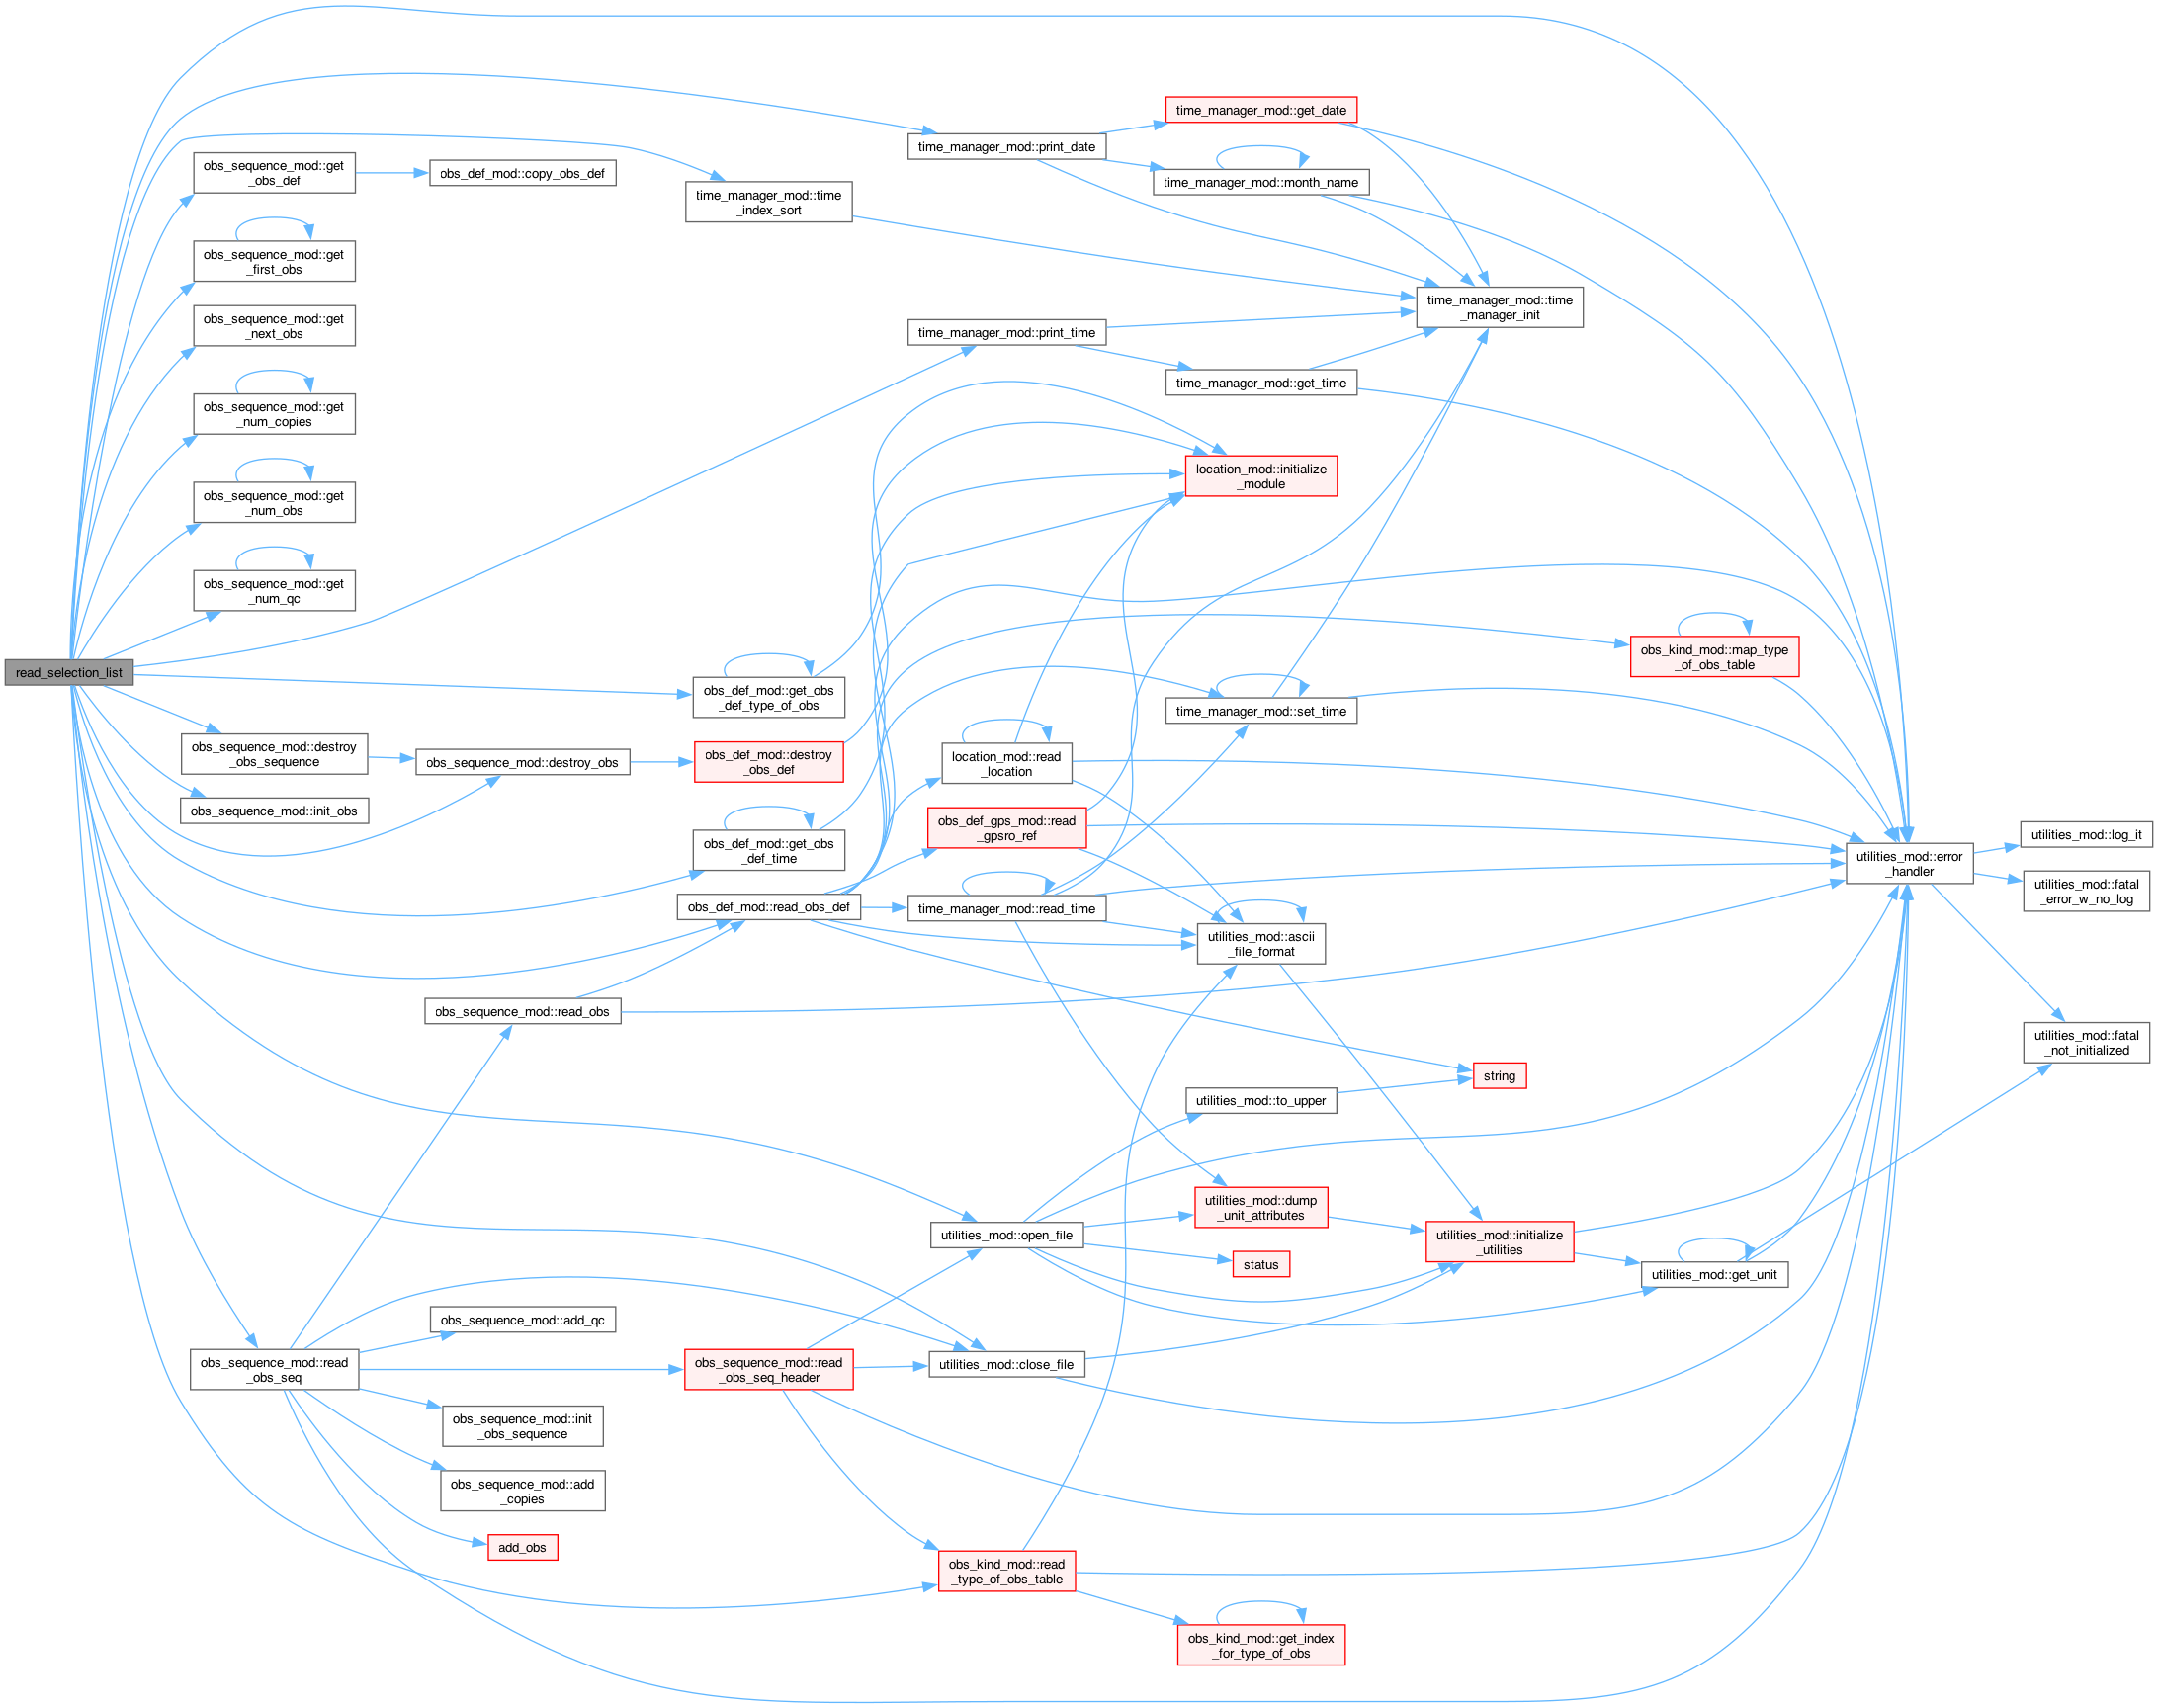 read_selection_list
obs_sequence_mod::get
_obs_def
obs_def_mod::copy_obs_def
obs_sequence_mod::get
_first_obs
obs_sequence_mod::get
_next_obs
obs_sequence_mod::get
_num_copies
obs_sequence_mod::get
_num_obs
obs_sequence_mod::get
_num_qc
obs_sequence_mod::destroy
_obs_sequence
obs_sequence_mod::init_obs
obs_sequence_mod::destroy_obs
obs_sequence_mod::read_obs
obs_sequence_mod::read
_obs_seq
obs_sequence_mod::add_qc
obs_sequence_mod::init
_obs_sequence
obs_sequence_mod::add
_copies
add_obs
time_manager_mod::time
_index_sort
obs_def_mod::get_obs
_def_type_of_obs
obs_def_mod::destroy
_obs_def
obs_def_mod::get_obs
_def_time
obs_def_mod::read_obs_def
obs_sequence_mod::read
_obs_seq_header
time_manager_mod::print_date
time_manager_mod::print_time
location_mod::read
_location
obs_def_gps_mod::read
_gpsro_ref
time_manager_mod::read_time
utilities_mod::open_file
utilities_mod::close_file
obs_kind_mod::read
_type_of_obs_table
time_manager_mod::get_date
time_manager_mod::month_name
time_manager_mod::get_time
location_mod::initialize
_module
time_manager_mod::set_time
utilities_mod::ascii
_file_format
utilities_mod::to_upper
utilities_mod::dump
_unit_attributes
status
obs_kind_mod::get_index
_for_type_of_obs
time_manager_mod::time
_manager_init
string
utilities_mod::initialize
_utilities
obs_kind_mod::map_type
_of_obs_table
utilities_mod::get_unit
utilities_mod::error
_handler
utilities_mod::log_it
utilities_mod::fatal
_error_w_no_log
utilities_mod::fatal
_not_initialized